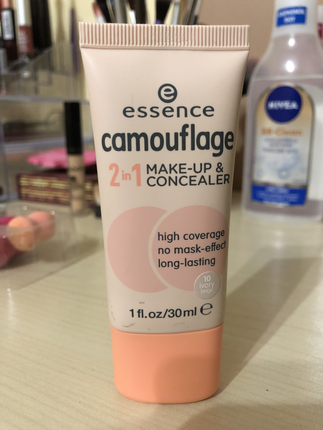 e
essence
camouflage
2in1 MAKE-UP &
CONCEALER
high coverage
no mask-effect
long-lasting
10
ivory
beige
1 fl.oz/30ml e
NIVEA